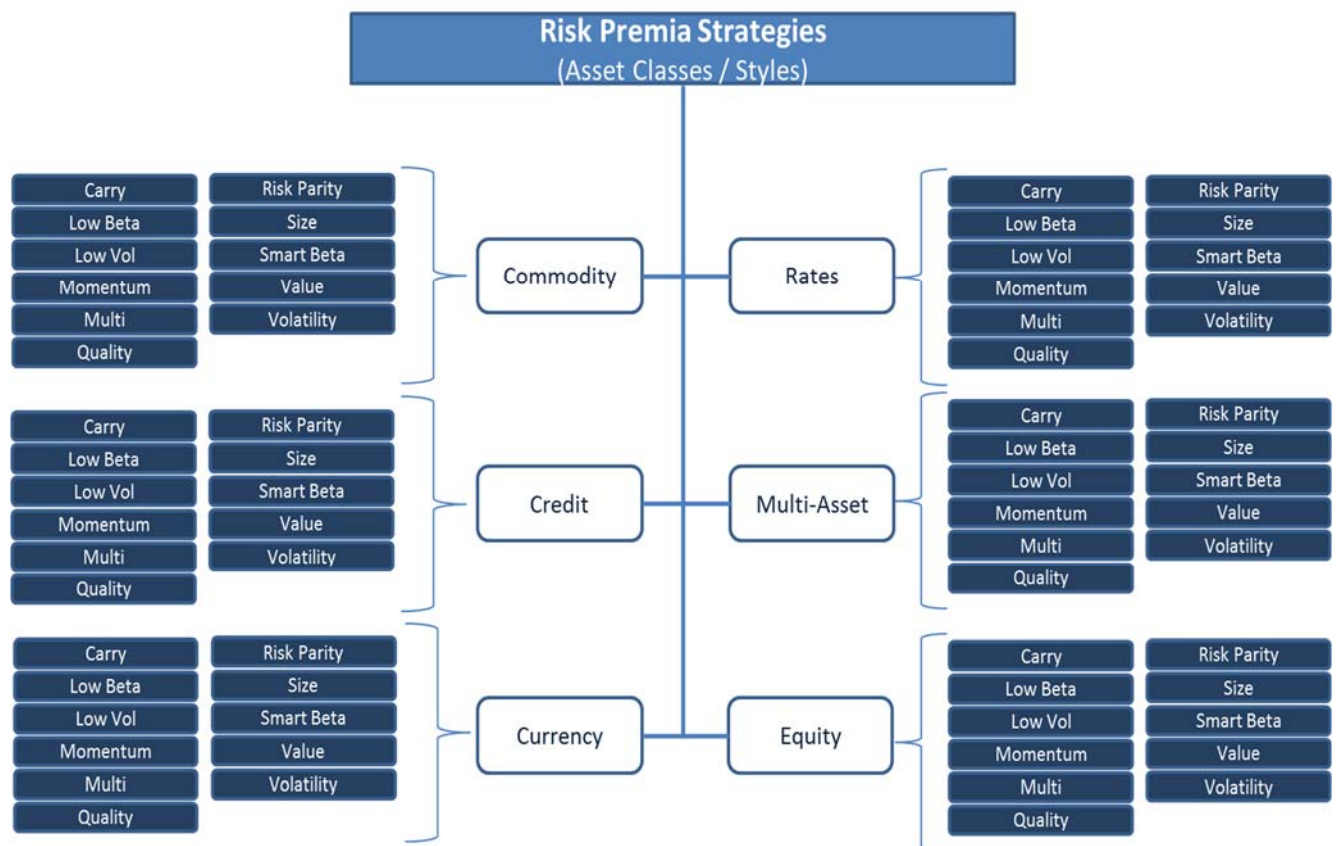 Risk Premia Strategies
(Asset Classes / Styles)
Carry
Low Beta
Low Vol
Momentum
Multi
Quality
Risk Parity
Size
Smart Beta
Value
Volatility
Commodity
Rates
Carry
Low Beta
Low Vol
Momentum
Multi
Quality
Risk Parity
Size
Smart Beta
Value
Volatility
Carry
Low Beta
Low Vol
Momentum
Multi
Quality
Risk Parity
Size
Smart Beta
Value
Volatility
Credit
Multi-Asset
Carry
Low Beta
Low Vol
Momentum
Multi
Quality
Risk Parity
Size
Smart Beta
Value
Volatility
Carry
Low Beta
Low Vol
Momentum
Multi
Quality
Risk Parity
Size
Smart Beta
Value
Volatility
Currency
Equity
Carry
Low Beta
Low Vol
Momentum
Multi
Quality
Risk Parity
Size
Smart Beta
Value
Volatility